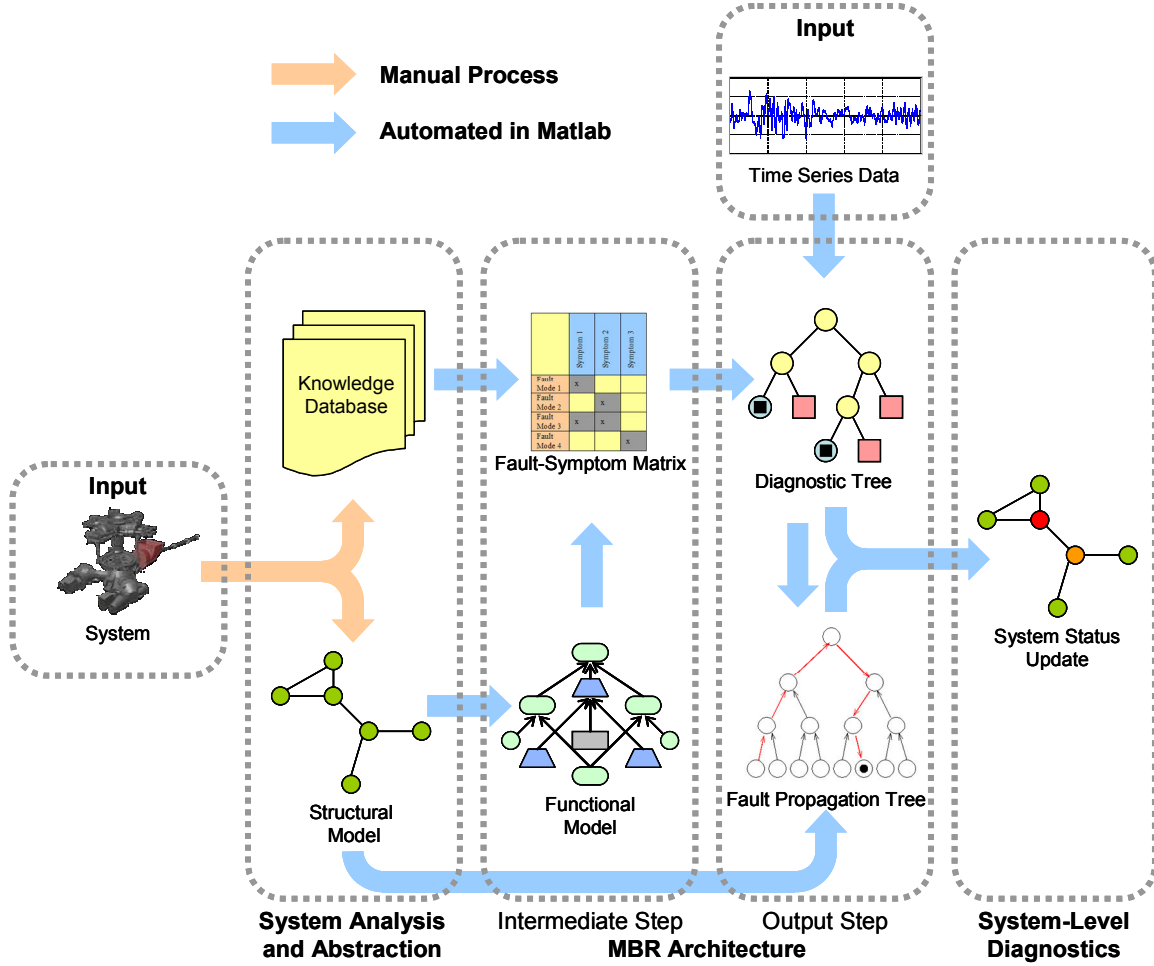 Input
Manual Process
Automated in Matlab
Time Series Data
Knowledge
Database
Symptom 1
Symptom 2
Symptom 3
Fault
Mode 1
x
Fault
Mode 2
x
Fault
Mode 3
x
x
Fault
Mode 4
x
Fault-Symptom Matrix
Diagnostic Tree
Input
System
System Status
Update
Structural
Model
Functional
Model
Fault Propagation Tree
System Analysis
and Abstraction
Intermediate Step
Output Step
MBR Architecture
System-Level
Diagnostics